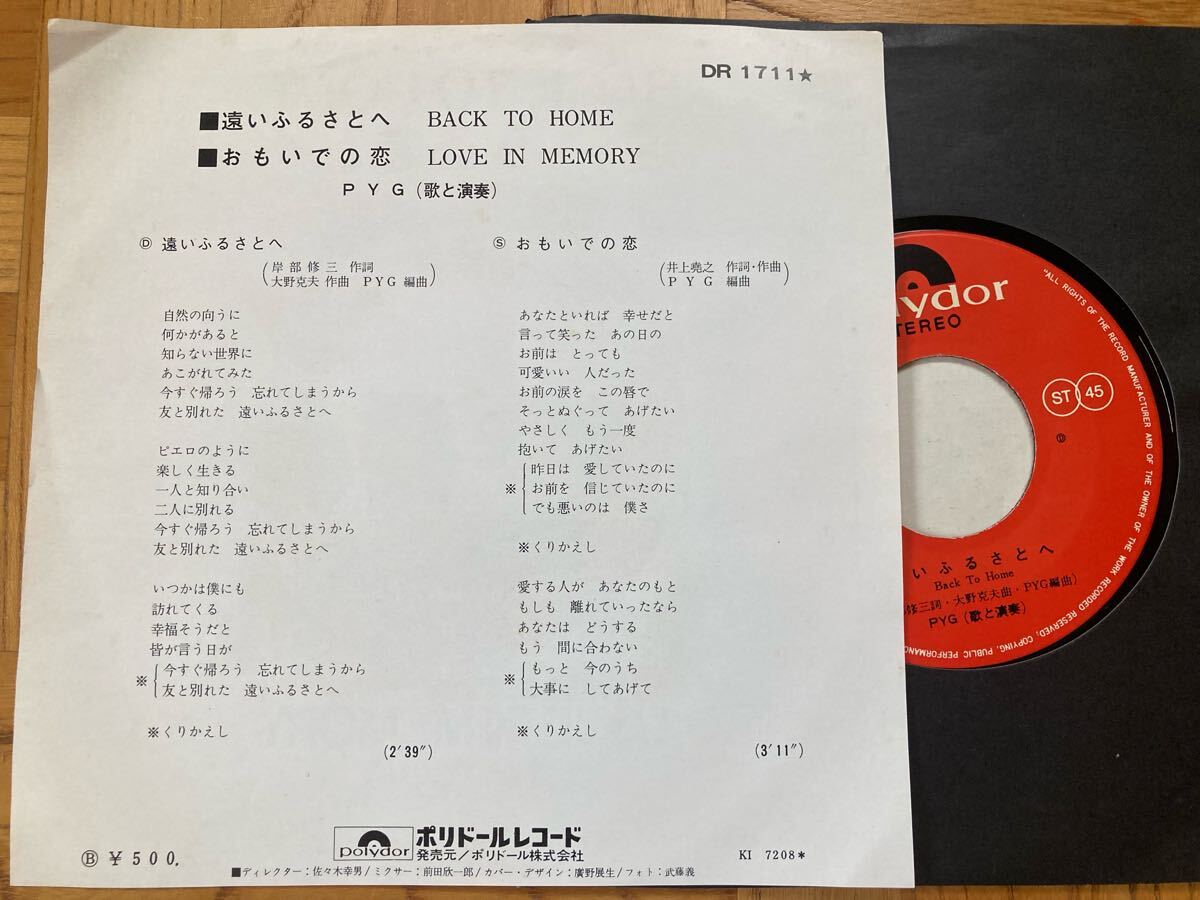 DR 1711★
■遠いふるさとへ BACK TO HOME
■おもいでの恋 LOVE IN MEMORY
PYG(歌と演奏)
Ⓓ 遠いふるさとへ
(岸部修三 作詞
大野克夫 作曲 PYG 編曲)
自然の向うに
何かがあると
知らない世界に
あこがれてみた
今すぐ帰ろう 忘れてしまうから
友と別れた 遠いふるさとへ
ピエロのように
楽しく生きる
一人と知り合い
二人に別れる
今すぐ帰ろう 忘れてしまうから
友と別れた 遠いふるさとへ
いつかは僕にも
訪れてくる
幸福そうだと
皆が言う日が
※{今すぐ帰ろう 忘れてしまうから
友と別れた 遠いふるさとへ
※くりかえし
(2′39″)
Ⓢ おもいでの恋
(井上堯之 作詞・作曲
PYG 編曲)
あなたといれば 幸せだと
言って笑った あの日の
お前は とっても
可愛いい 人だった
お前の涙を この唇で
そっとぬぐって あげたい
やさしく もう一度
抱いて あげたい
※{昨日は 愛していたのに
お前を 信じていたのに
でも悪いのは 僕さ
※くりかえし
愛する人が あなたのもと
もしも 離れていったなら
あなたは どうする
もう 間に合わない
※{もっと 今のうち
大事に してあげて
※くりかえし
(3′11″)
Ⓑ ¥500.
polydor
ポリドールレコード
発売元/ポリドール株式会社
KI 7208*
■ディレクター:佐々木幸男/ミクサー:前田欣一郎/カバー・デザイン:廣野展生/フォト:武藤義
lydor
TEREO
ST 45
Ⓓ
いふるさとへ
Back To Home
修三詞・大野克夫曲・PYG編曲)
PYG (歌と演奏)
"ALL RIGHTS OF THE RECORD MANUFACTURER AND OF THE OWNER OF THE WORK RECORDED RESERVED, COPYING, PUBLIC PERFORMANC